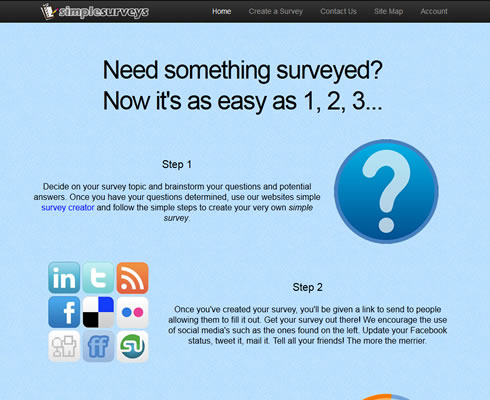 simplesurveys
Home Create a Survey Contact Us Site Map Account
Need something surveyed?
Now it's as easy as 1, 2, 3...
Step 1
Decide on your survey topic and brainstorm your questions and potential
answers. Once you have your questions determined, use our websites simple
survey creator and follow the simple steps to create your very own simple
survey.
?
in t
f
ff
Step 2
Once you've created your survey, you'll be given a link to send to people
allowing them to fill it out. Get your survey out there! We encourage the use
of social media's such as the ones found on the left. Update your Facebook
status, tweet it, mail it. Tell all your friends! The more the merrier.